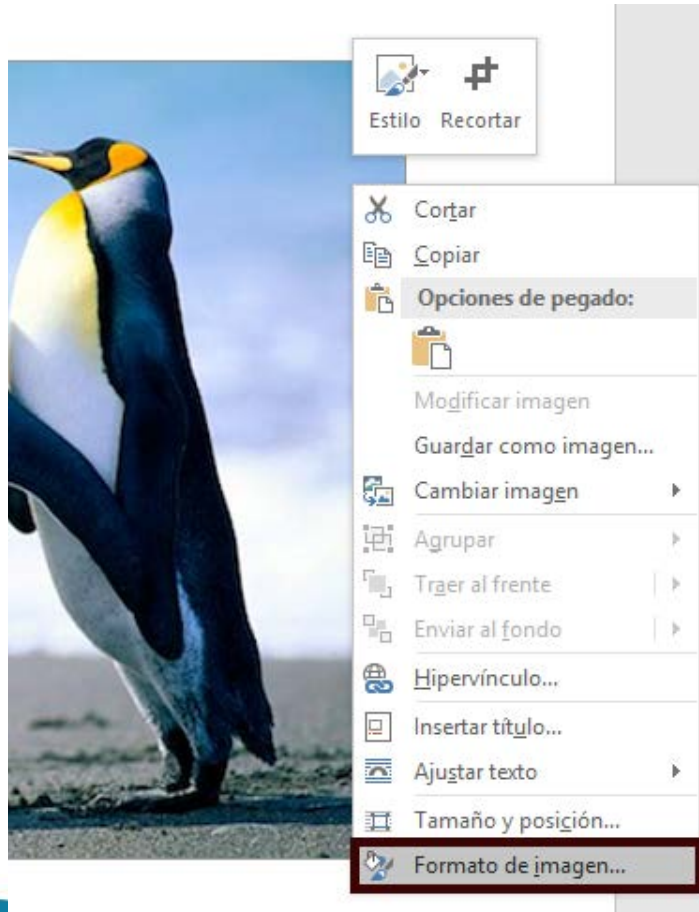 Estilo Recortar
Cortar
Copiar
Opciones de pegado:
Modificar imagen
Guardar como imagen...
Cambiar imagen
Agrupar
Traer al frente
Enviar al fondo
Hipervínculo...
Insertar título...
Ajustar texto
Tamaño y posición...
Formato de imagen...